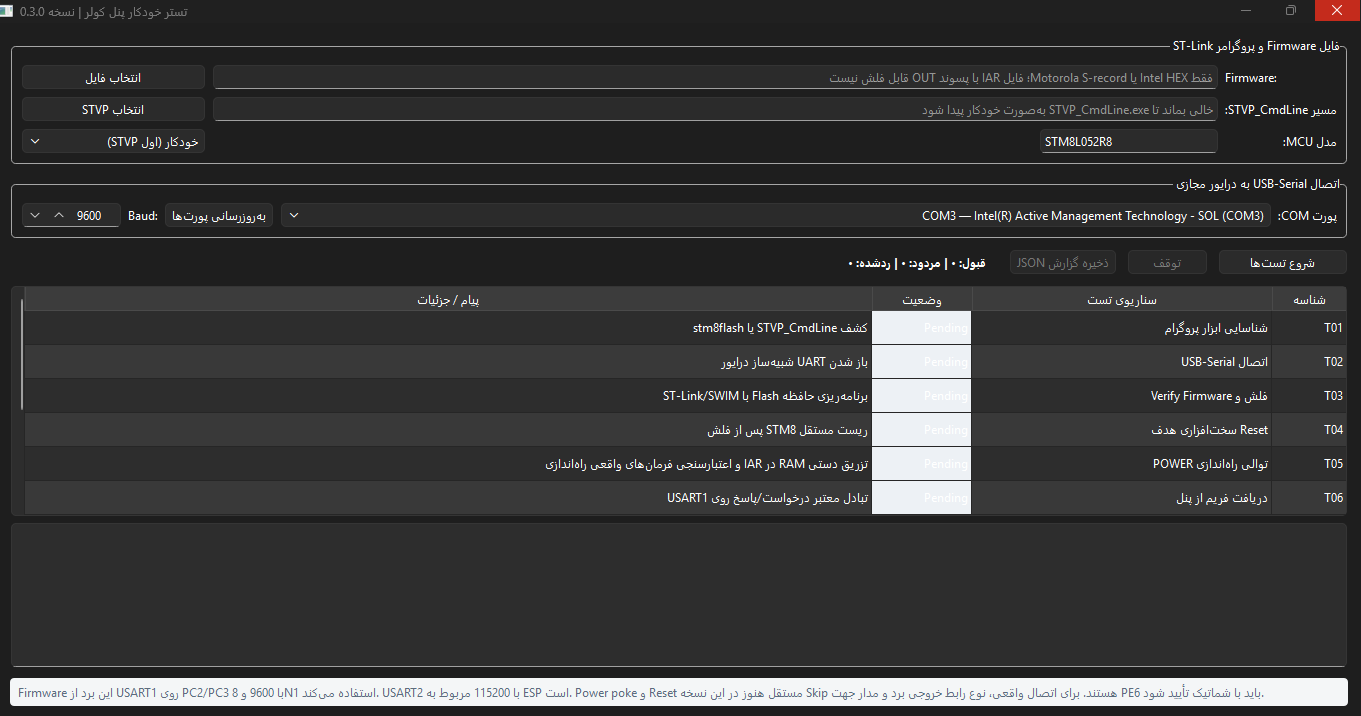 تستر خودکار پنل کولر | نسخه 0.3.0
فایل Firmware و پروگرامر ST-Link
Firmware:
فقط Intel HEX یا Motorola S-record؛ فایل IAR با پسوند OUT قابل فلش نیست
انتخاب فایل
مسیر STVP_CmdLine:
خالی بماند تا STVP_CmdLine.exe به‌صورت خودکار پیدا شود
انتخاب STVP
مدل MCU:
STM8L052R8
خودکار (اول STVP)
اتصال USB-Serial به درایور مجازی
پورت COM:
COM3 — Intel(R) Active Management Technology - SOL (COM3)
به‌روزرسانی پورت‌ها
Baud:
9600
شروع تست‌ها
توقف
ذخیره گزارش JSON
قبول: ۰ | مردود: ۰ | ردشده: ۰
شناسه سناریوی تست وضعیت پیام / جزئیات
T01 شناسایی ابزار پروگرام Pending کشف STVP_CmdLine یا stm8flash
T02 اتصال USB-Serial Pending باز شدن UART شبیه‌ساز درایور
T03 فلش و Verify Firmware Pending برنامه‌ریزی حافظه Flash با ST-Link/SWIM
T04 Reset سخت‌افزاری هدف Pending ریست مستقل STM8 پس از فلش
T05 توالی راه‌اندازی POWER Pending تزریق دستی RAM در IAR و اعتبارسنجی فرمان‌های واقعی راه‌اندازی
T06 دریافت فریم از پنل Pending تبادل معتبر درخواست/پاسخ روی USART1
Firmware این برد از USART1 روی PC2/PC3 با 9600 و 8N1 استفاده می‌کند. USART2 مربوط به ESP با 115200 است. Power poke و Reset مستقل هنوز در این نسخه Skip هستند. برای اتصال واقعی، نوع رابط خروجی برد و مدار جهت PE6 باید با شماتیک تأیید شود.